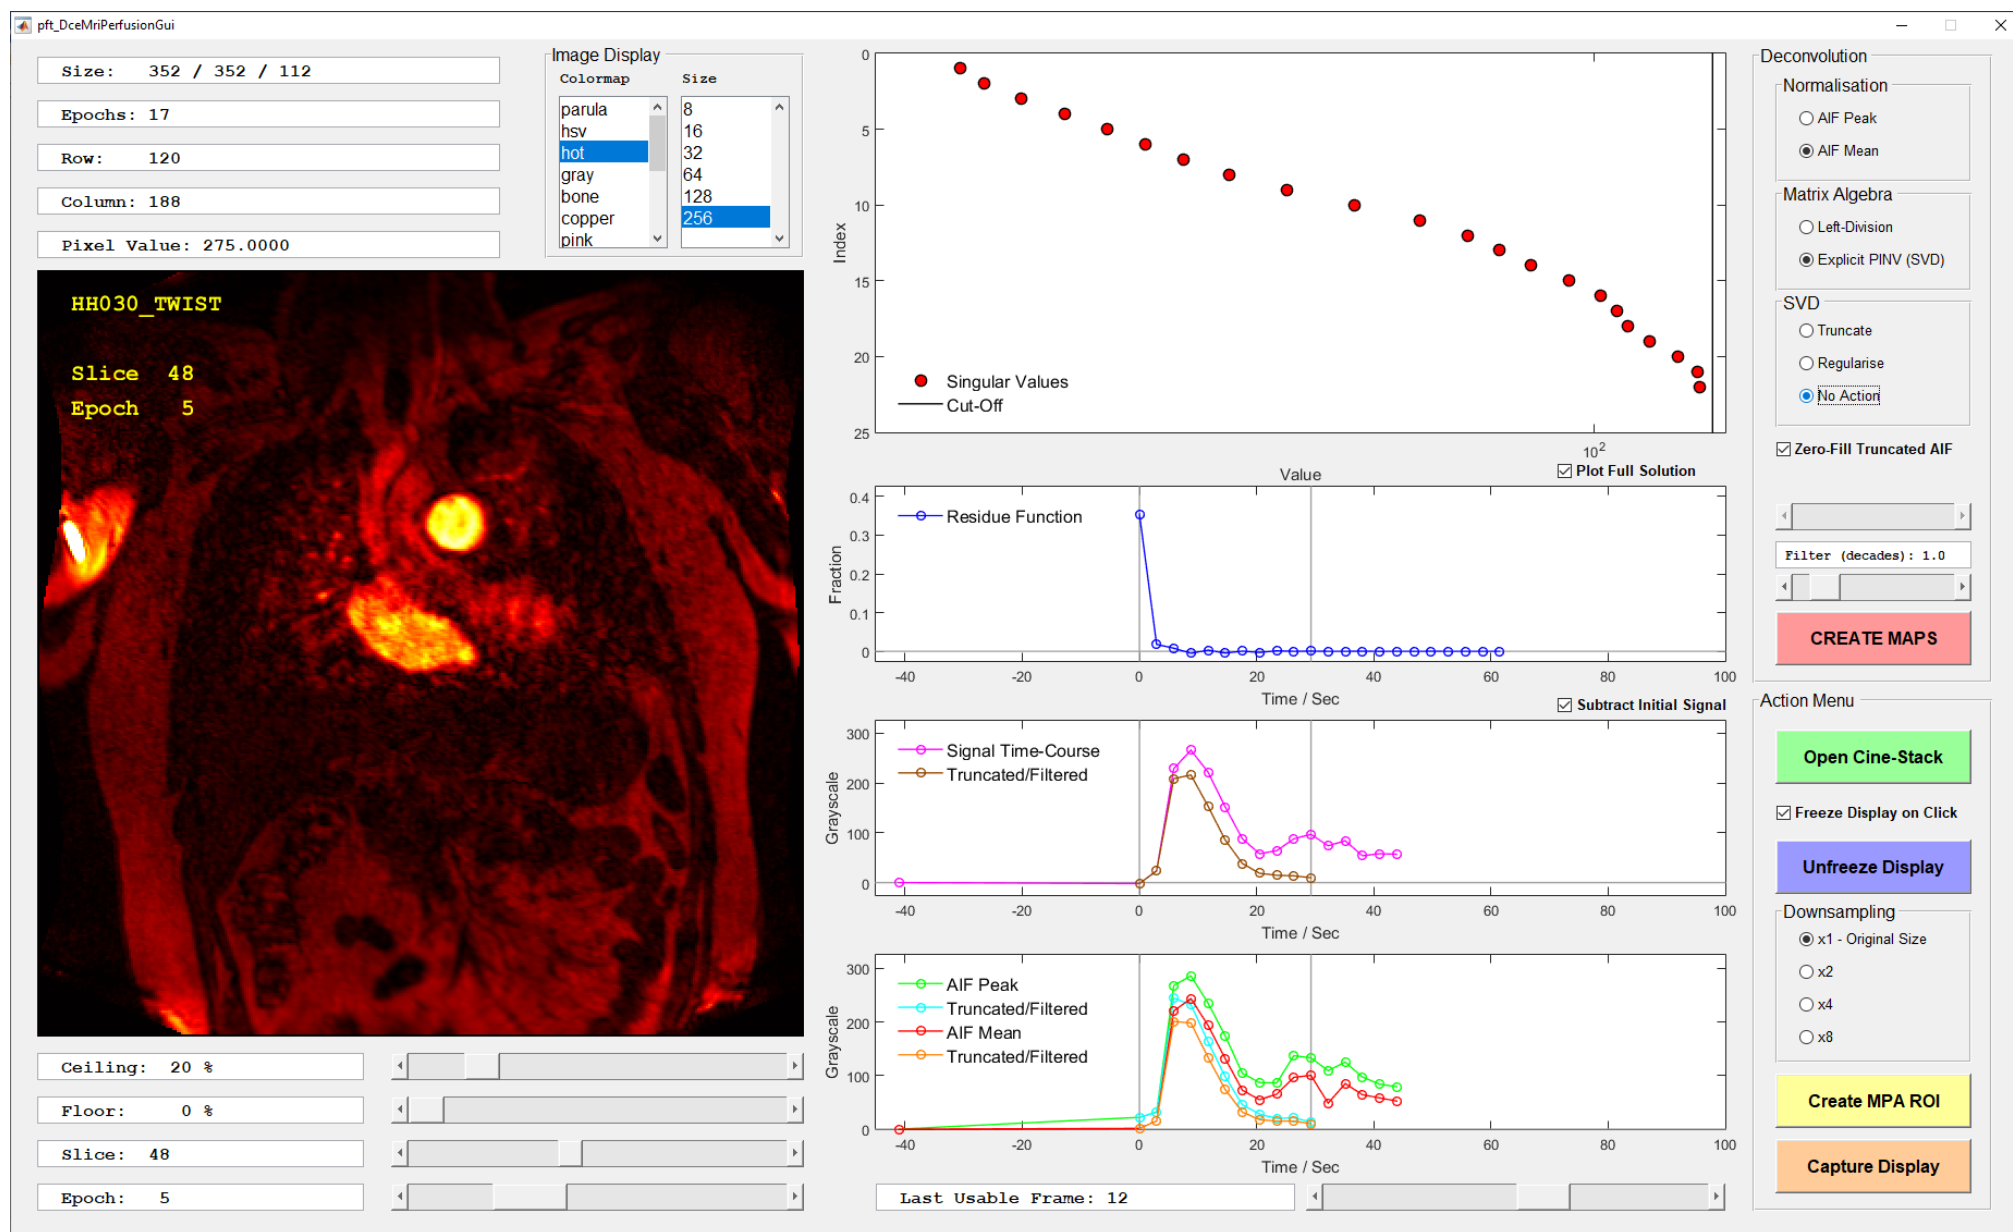 pft_DceMriPerfusionGui
Size: 352 / 352 / 112
Epochs: 17
Row: 120
Column: 188
Pixel Value: 275.0000
Image Display
Colormap Size
parula
hsv
hot
gray
bone
copper
pink
8
16
32
64
128
256
HH030_TWIST
Slice 48
Epoch 5
Ceiling: 20 %
Floor: 0 %
Slice: 48
Epoch: 5
0
5
10
15
20
25
Index
Singular Values
Cut-Off
10²
Value
Plot Full Solution
0.4
0.3
0.2
0.1
0
Fraction
Residue Function
-40 -20 0 20 40 60 80 100
Time / Sec
Subtract Initial Signal
300
200
100
0
Grayscale
Signal Time-Course
Truncated/Filtered
-40 -20 0 20 40 60 80 100
Time / Sec
300
200
100
0
Grayscale
AIF Peak
Truncated/Filtered
AIF Mean
Truncated/Filtered
-40 -20 0 20 40 60 80 100
Time / Sec
Last Usable Frame: 12
Deconvolution
Normalisation
AIF Peak
AIF Mean
Matrix Algebra
Left-Division
Explicit PINV (SVD)
SVD
Truncate
Regularise
No Action
Zero-Fill Truncated AIF
Filter (decades): 1.0
CREATE MAPS
Action Menu
Open Cine-Stack
Freeze Display on Click
Unfreeze Display
Downsampling
x1 - Original Size
x2
x4
x8
Create MPA ROI
Capture Display